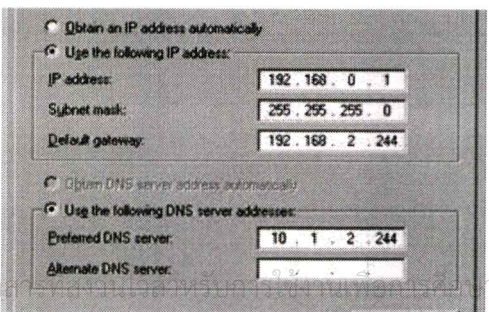 Obtain an IP address automatically
Use the following IP address:
IP address: 192 . 168 . 0 . 1
Subnet mask: 255 . 255 . 255 . 0
Default gateway: 192 . 168 . 2 . 244
Obtain DNS server address automatically
Use the following DNS server addresses:
Preferred DNS server: 10 . 1 . 2 . 244
Alternate DNS server: . . .